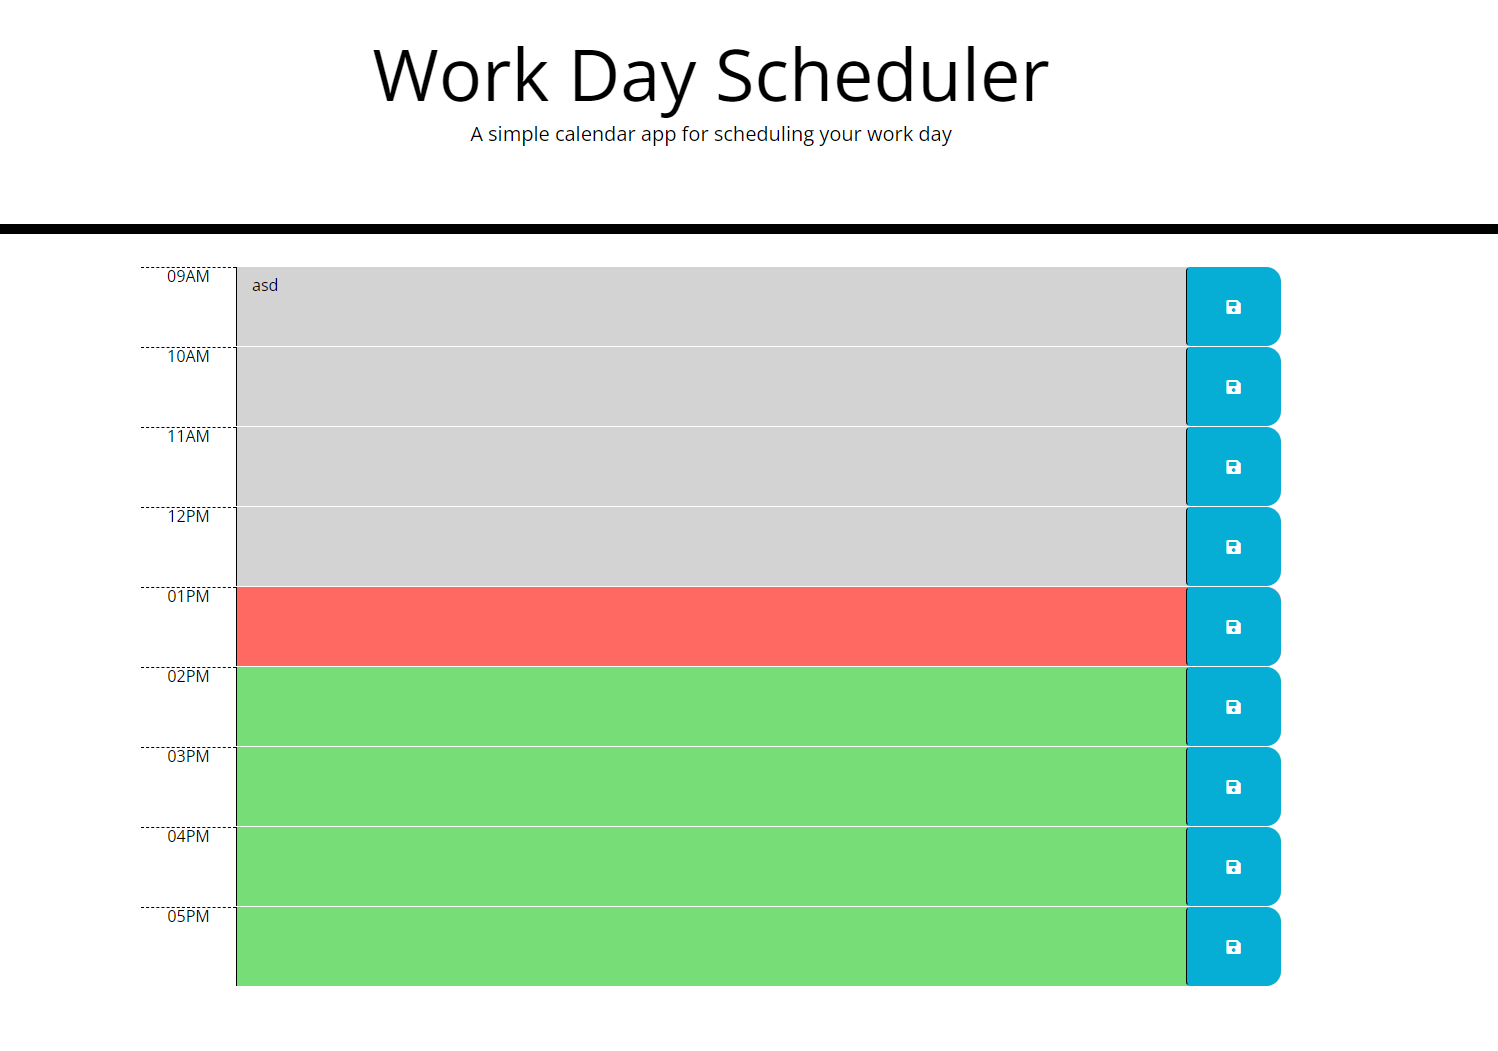 Work Day Scheduler
A simple calendar app for scheduling your work day
09AM
asd
10AM
11AM
12PM
01PM
02PM
03PM
04PM
05PM